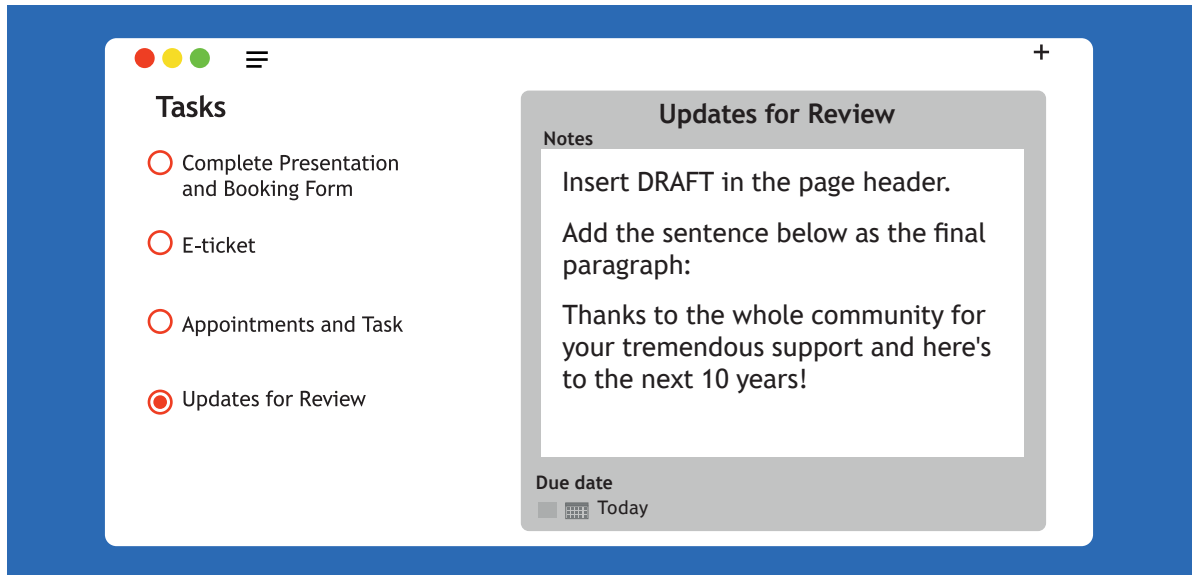 Tasks
Complete Presentation
and Booking Form
E-ticket
Appointments and Task
Updates for Review
Updates for Review
Notes
Insert DRAFT in the page header.
Add the sentence below as the final
paragraph:
Thanks to the whole community for
your tremendous support and here's
to the next 10 years!
Due date
Today